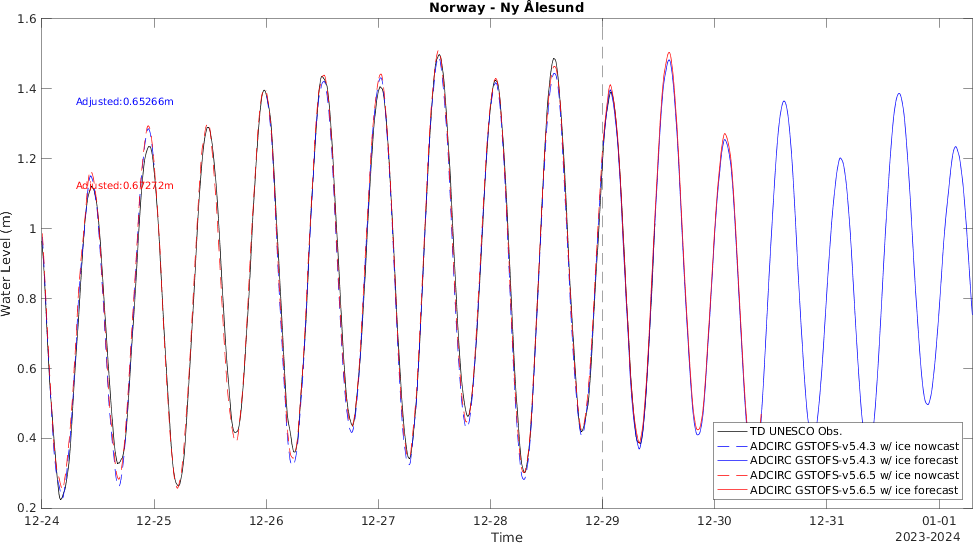 Norway - Ny Ålesund
1.6
1.4
1.2
1
0.8
0.6
0.4
0.2
Water Level (m)
Adjusted:0.65266m
Adjusted:0.67272m
TD UNESCO Obs.
ADCIRC GSTOFS-v5.4.3 w/ ice nowcast
ADCIRC GSTOFS-v5.4.3 w/ ice forecast
ADCIRC GSTOFS-v5.6.5 w/ ice nowcast
ADCIRC GSTOFS-v5.6.5 w/ ice forecast
12-24 12-25 12-26 12-27 12-28 12-29 12-30 12-31 01-01
Time
2023-2024